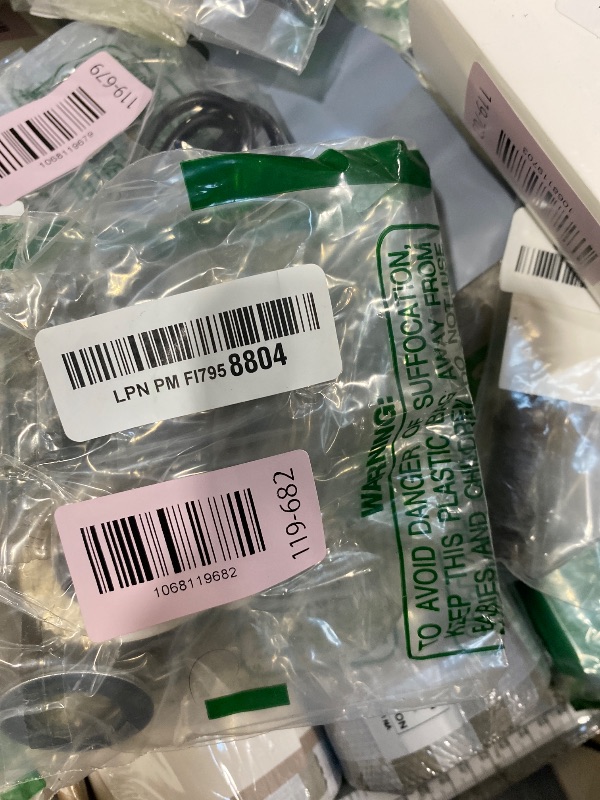 119-679
1068119679
1068119703
LPN PM FI795 8804
119-682
1068119682
WARNING:
TO AVOID DANGER OF SUFFOCATION,
KEEP THIS PLASTIC BAG AWAY FROM
BABIES AND CHILDREN. DO NOT USE